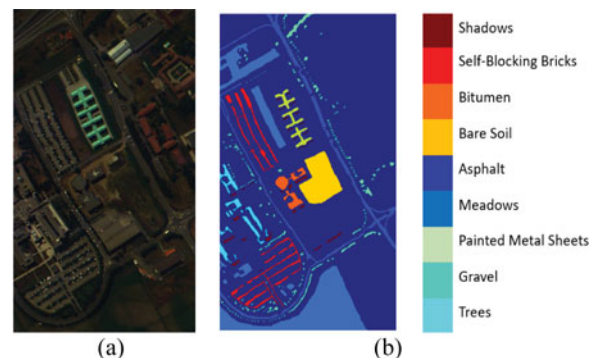 Shadows
Self-Blocking Bricks
Bitumen
Bare Soil
Asphalt
Meadows
Painted Metal Sheets
Gravel
Trees
(a)
(b)